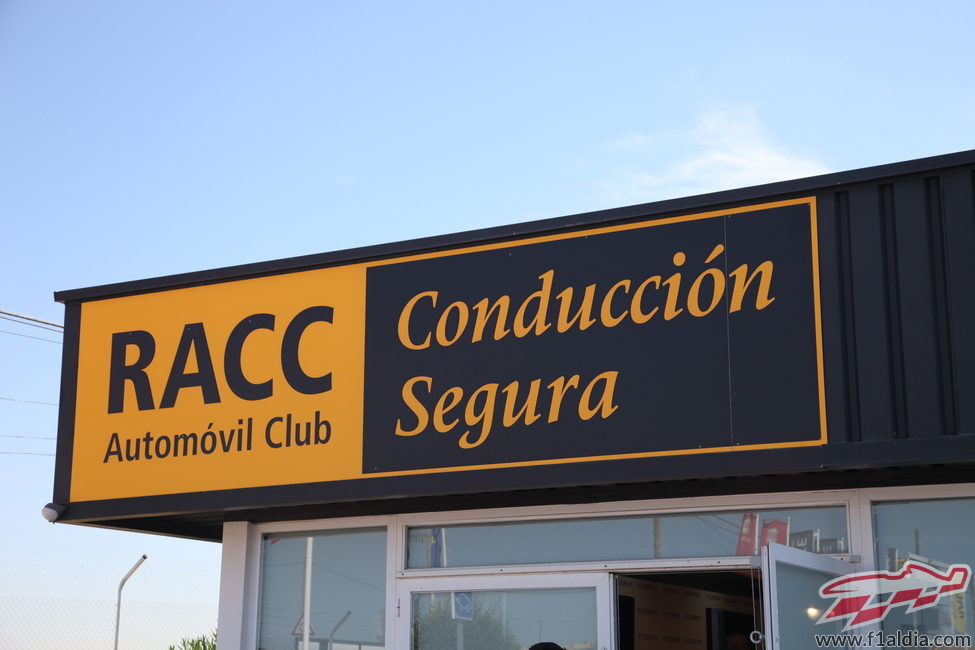 RACC
Automóvil Club
Conducción
Segura
www.f1aldia.com